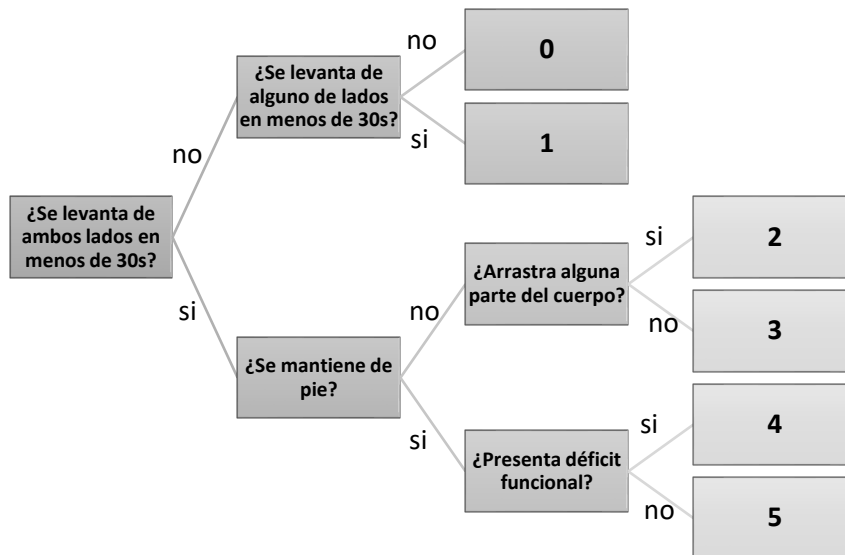 no
0
¿Se levanta de
alguno de lados
en menos de 30s?
si
1
no
¿Se levanta de
ambos lados en
menos de 30s?
si
2
¿Arrastra alguna
parte del cuerpo?
si
no
no
3
¿Se mantiene de
pie?
si
si
4
¿Presenta déficit
funcional?
no
5